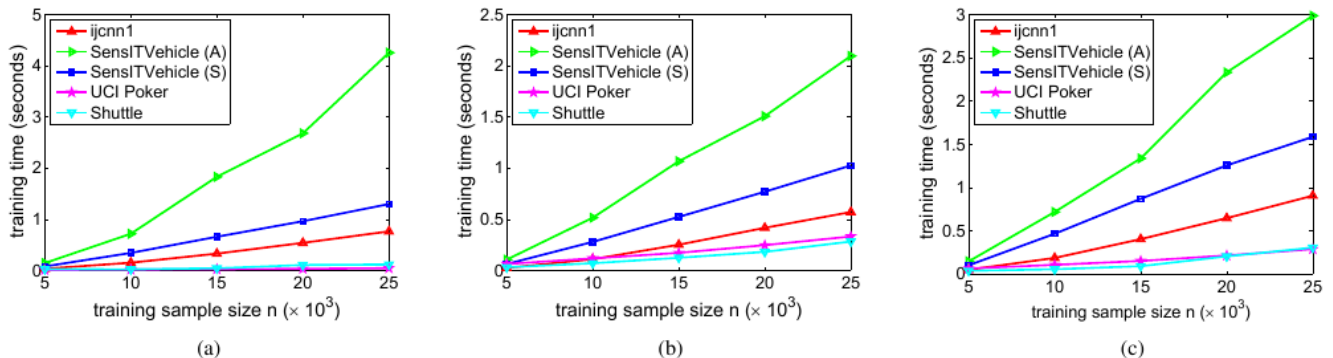 5
4
3
2
1
0
5
10
15
20
25
training time (seconds)
training sample size n (× 10³)
ijcnn1
SensITVehicle (A)
SensITVehicle (S)
UCI Poker
Shuttle
(a)
2.5
2
1.5
1
0.5
0
5
10
15
20
25
training time (seconds)
training sample size n (× 10³)
ijcnn1
SensITVehicle (A)
SensITVehicle (S)
UCI Poker
Shuttle
(b)
3
2.5
2
1.5
1
0.5
0
5
10
15
20
25
training time (seconds)
training sample size n (× 10³)
ijcnn1
SensITVehicle (A)
SensITVehicle (S)
UCI Poker
Shuttle
(c)